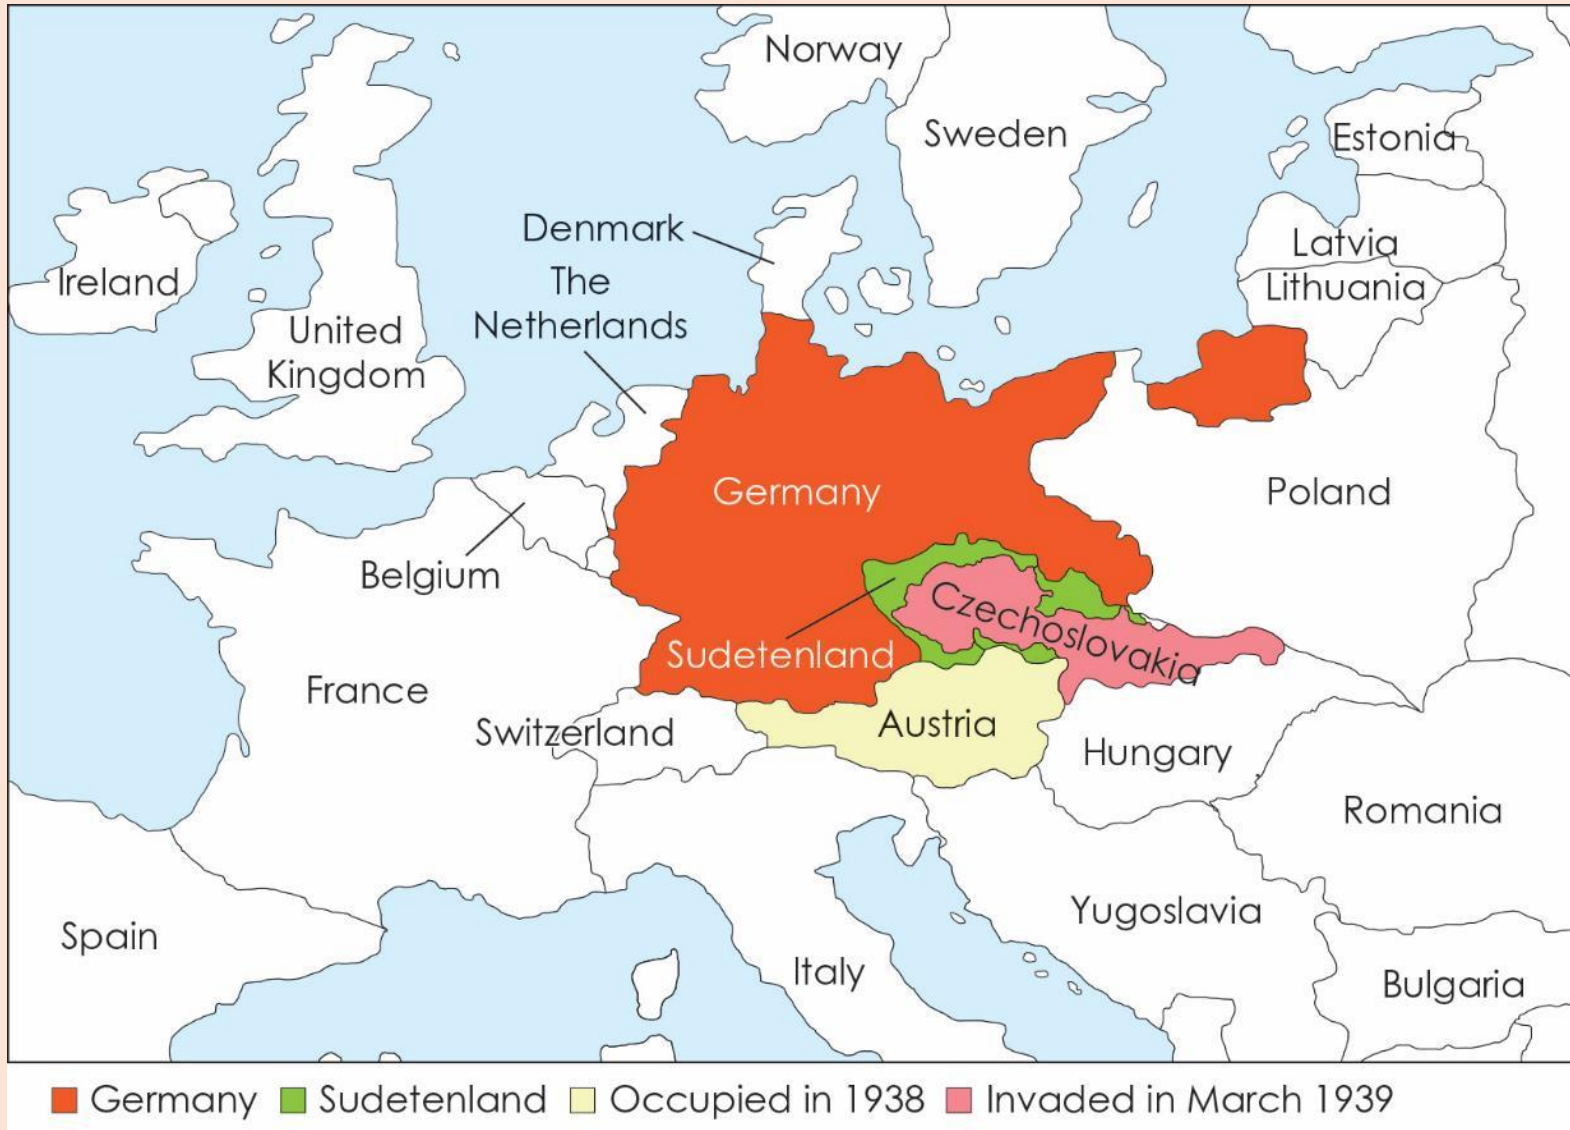 Norway
Sweden
Estonia
Denmark
Latvia
The
Netherlands
Ireland
Lithuania
United
Kingdom
Germany
Poland
Belgium
Czechoslovakia
Sudetenland
France
Switzerland
Austria
Hungary
Romania
Yugoslavia
Spain
Italy
Bulgaria
Germany
Sudetenland
Occupied in 1938
Invaded in March 1939